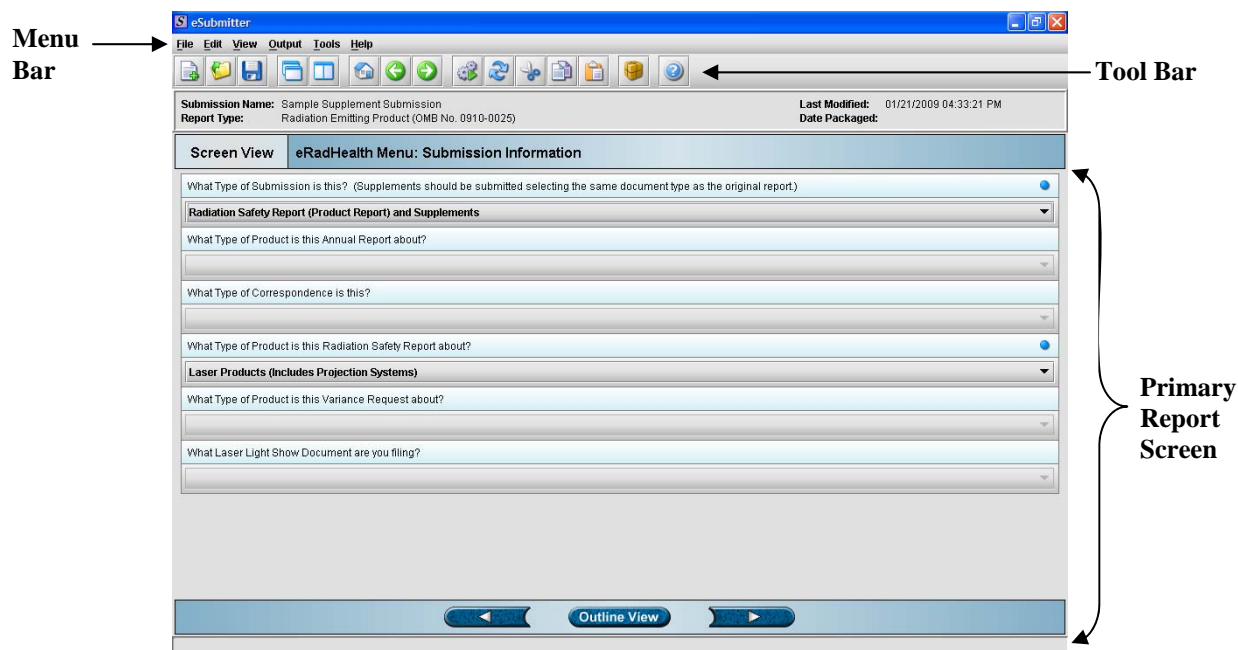 eSubmitter
Menu Bar
File Edit View Output Tools Help
Tool Bar
Submission Name: Sample Supplement Submission
Last Modified: 01/21/2009 04:33:21 PM
Report Type: Radiation Emitting Product (OMB No. 0910-0025)
Date Packaged:
Screen View eRadHealth Menu: Submission Information
What Type of Submission is this? (Supplements should be submitted selecting the same document type as the original report.)
Radiation Safety Report (Product Report) and Supplements
What Type of Product is this Annual Report about?
What Type of Correspondence is this?
What Type of Product is this Radiation Safety Report about?
Laser Products (Includes Projection Systems)
What Type of Product is this Variance Request about?
What Laser Light Show Document are you filing?
Primary
Report
Screen
Outline View